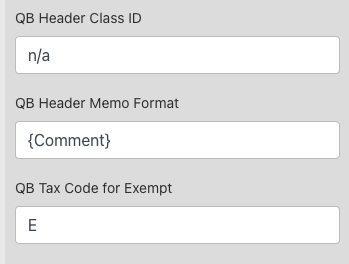 QB Header Class ID
n/a
QB Header Memo Format
{Comment}
QB Tax Code for Exempt
E